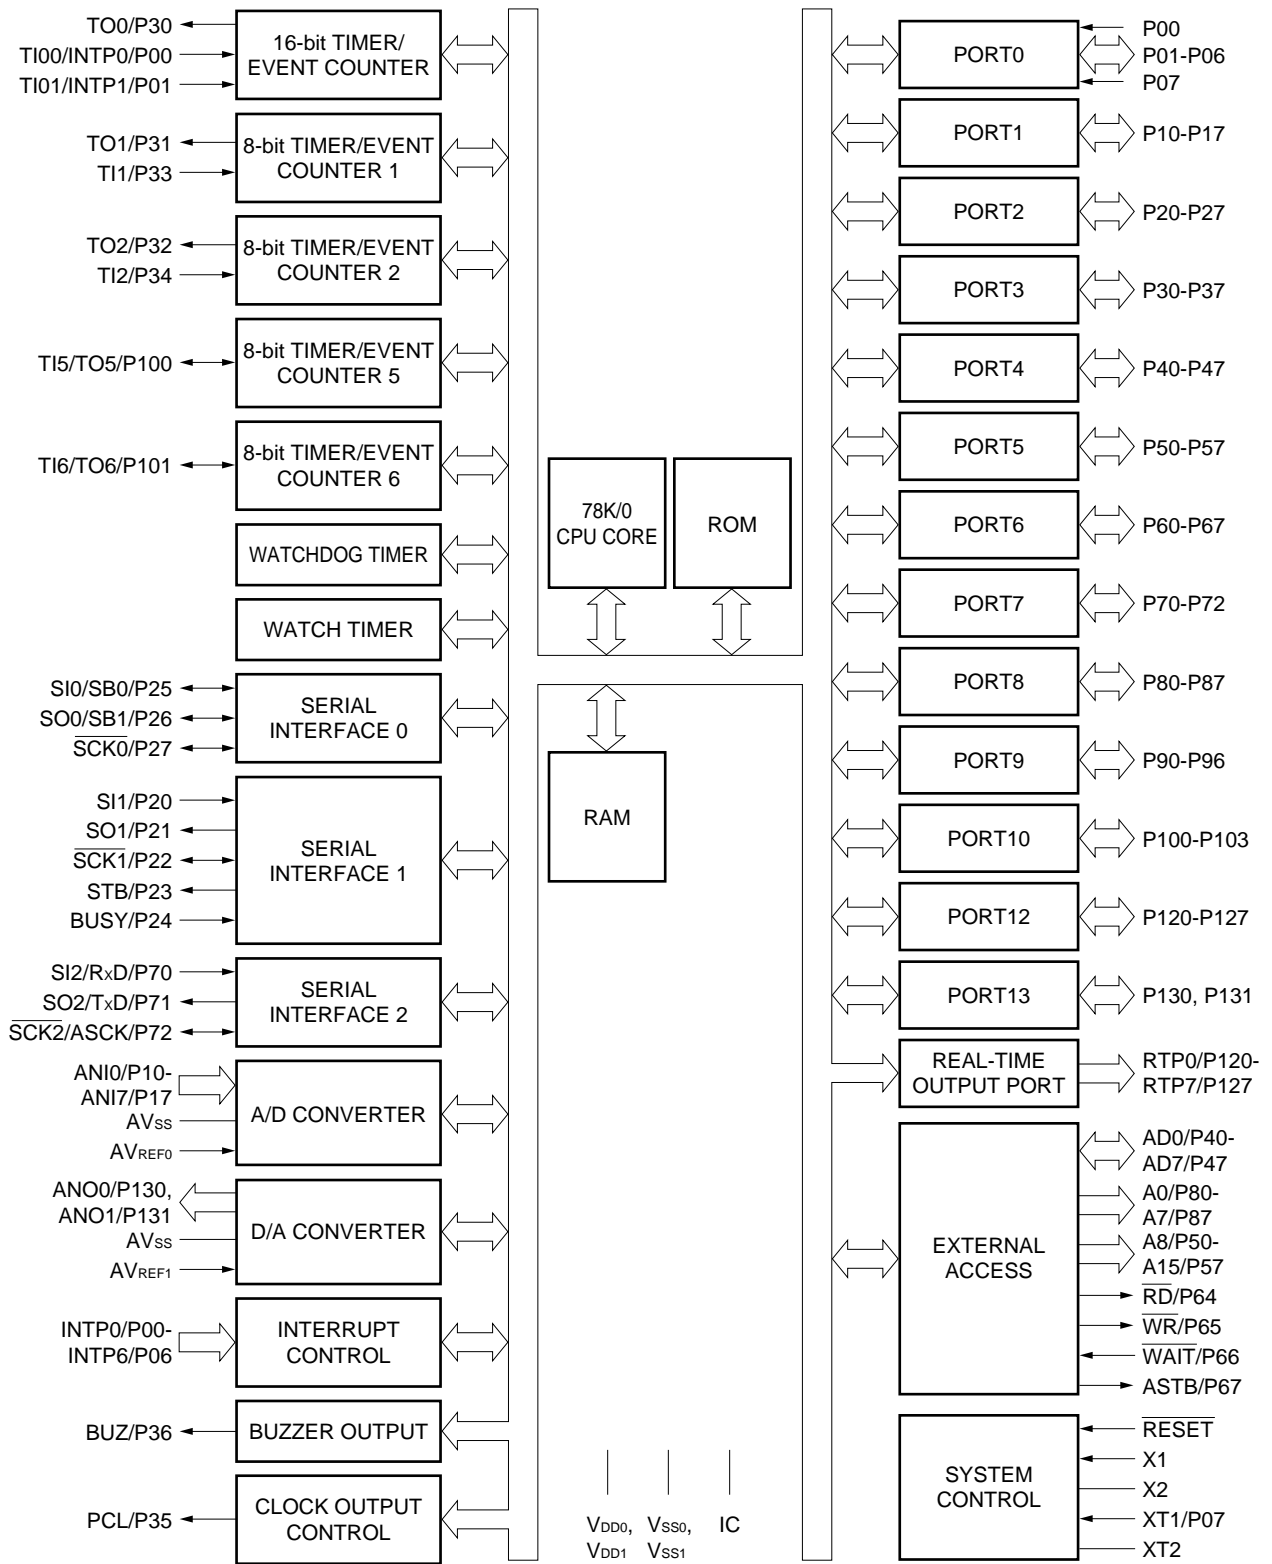 TO0/P30
TI00/INTP0/P00
TI01/INTP1/P01
16-bit TIMER/
EVENT COUNTER
TO1/P31
TI1/P33
8-bit TIMER/EVENT
COUNTER 1
TO2/P32
TI2/P34
8-bit TIMER/EVENT
COUNTER 2
TI5/TO5/P100
8-bit TIMER/EVENT
COUNTER 5
TI6/TO6/P101
8-bit TIMER/EVENT
COUNTER 6
WATCHDOG TIMER
WATCH TIMER
SI0/SB0/P25
SO0/SB1/P26
SCK0/P27
SERIAL
INTERFACE 0
SI1/P20
SO1/P21
SCK1/P22
STB/P23
BUSY/P24
SERIAL
INTERFACE 1
SI2/RxD/P70
SO2/TxD/P71
SCK2/ASCK/P72
SERIAL
INTERFACE 2
ANI0/P10-
ANI7/P17
AVSS
AVREF0
A/D CONVERTER
ANO0/P130,
ANO1/P131
AVSS
AVREF1
D/A CONVERTER
INTP0/P00-
INTP6/P06
INTERRUPT
CONTROL
BUZ/P36
BUZZER OUTPUT
PCL/P35
CLOCK OUTPUT
CONTROL
78K/0
CPU CORE
ROM
RAM
VDD0,
VDD1
VSS0,
VSS1
IC
PORT0
P00
P01-P06
P07
PORT1
P10-P17
PORT2
P20-P27
PORT3
P30-P37
PORT4
P40-P47
PORT5
P50-P57
PORT6
P60-P67
PORT7
P70-P72
PORT8
P80-P87
PORT9
P90-P96
PORT10
P100-P103
PORT12
P120-P127
PORT13
P130, P131
REAL-TIME
OUTPUT PORT
RTP0/P120-
RTP7/P127
EXTERNAL
ACCESS
AD0/P40-
AD7/P47
A0/P80-
A7/P87
A8/P50-
A15/P57
RD/P64
WR/P65
WAIT/P66
ASTB/P67
SYSTEM
CONTROL
RESET
X1
X2
XT1/P07
XT2